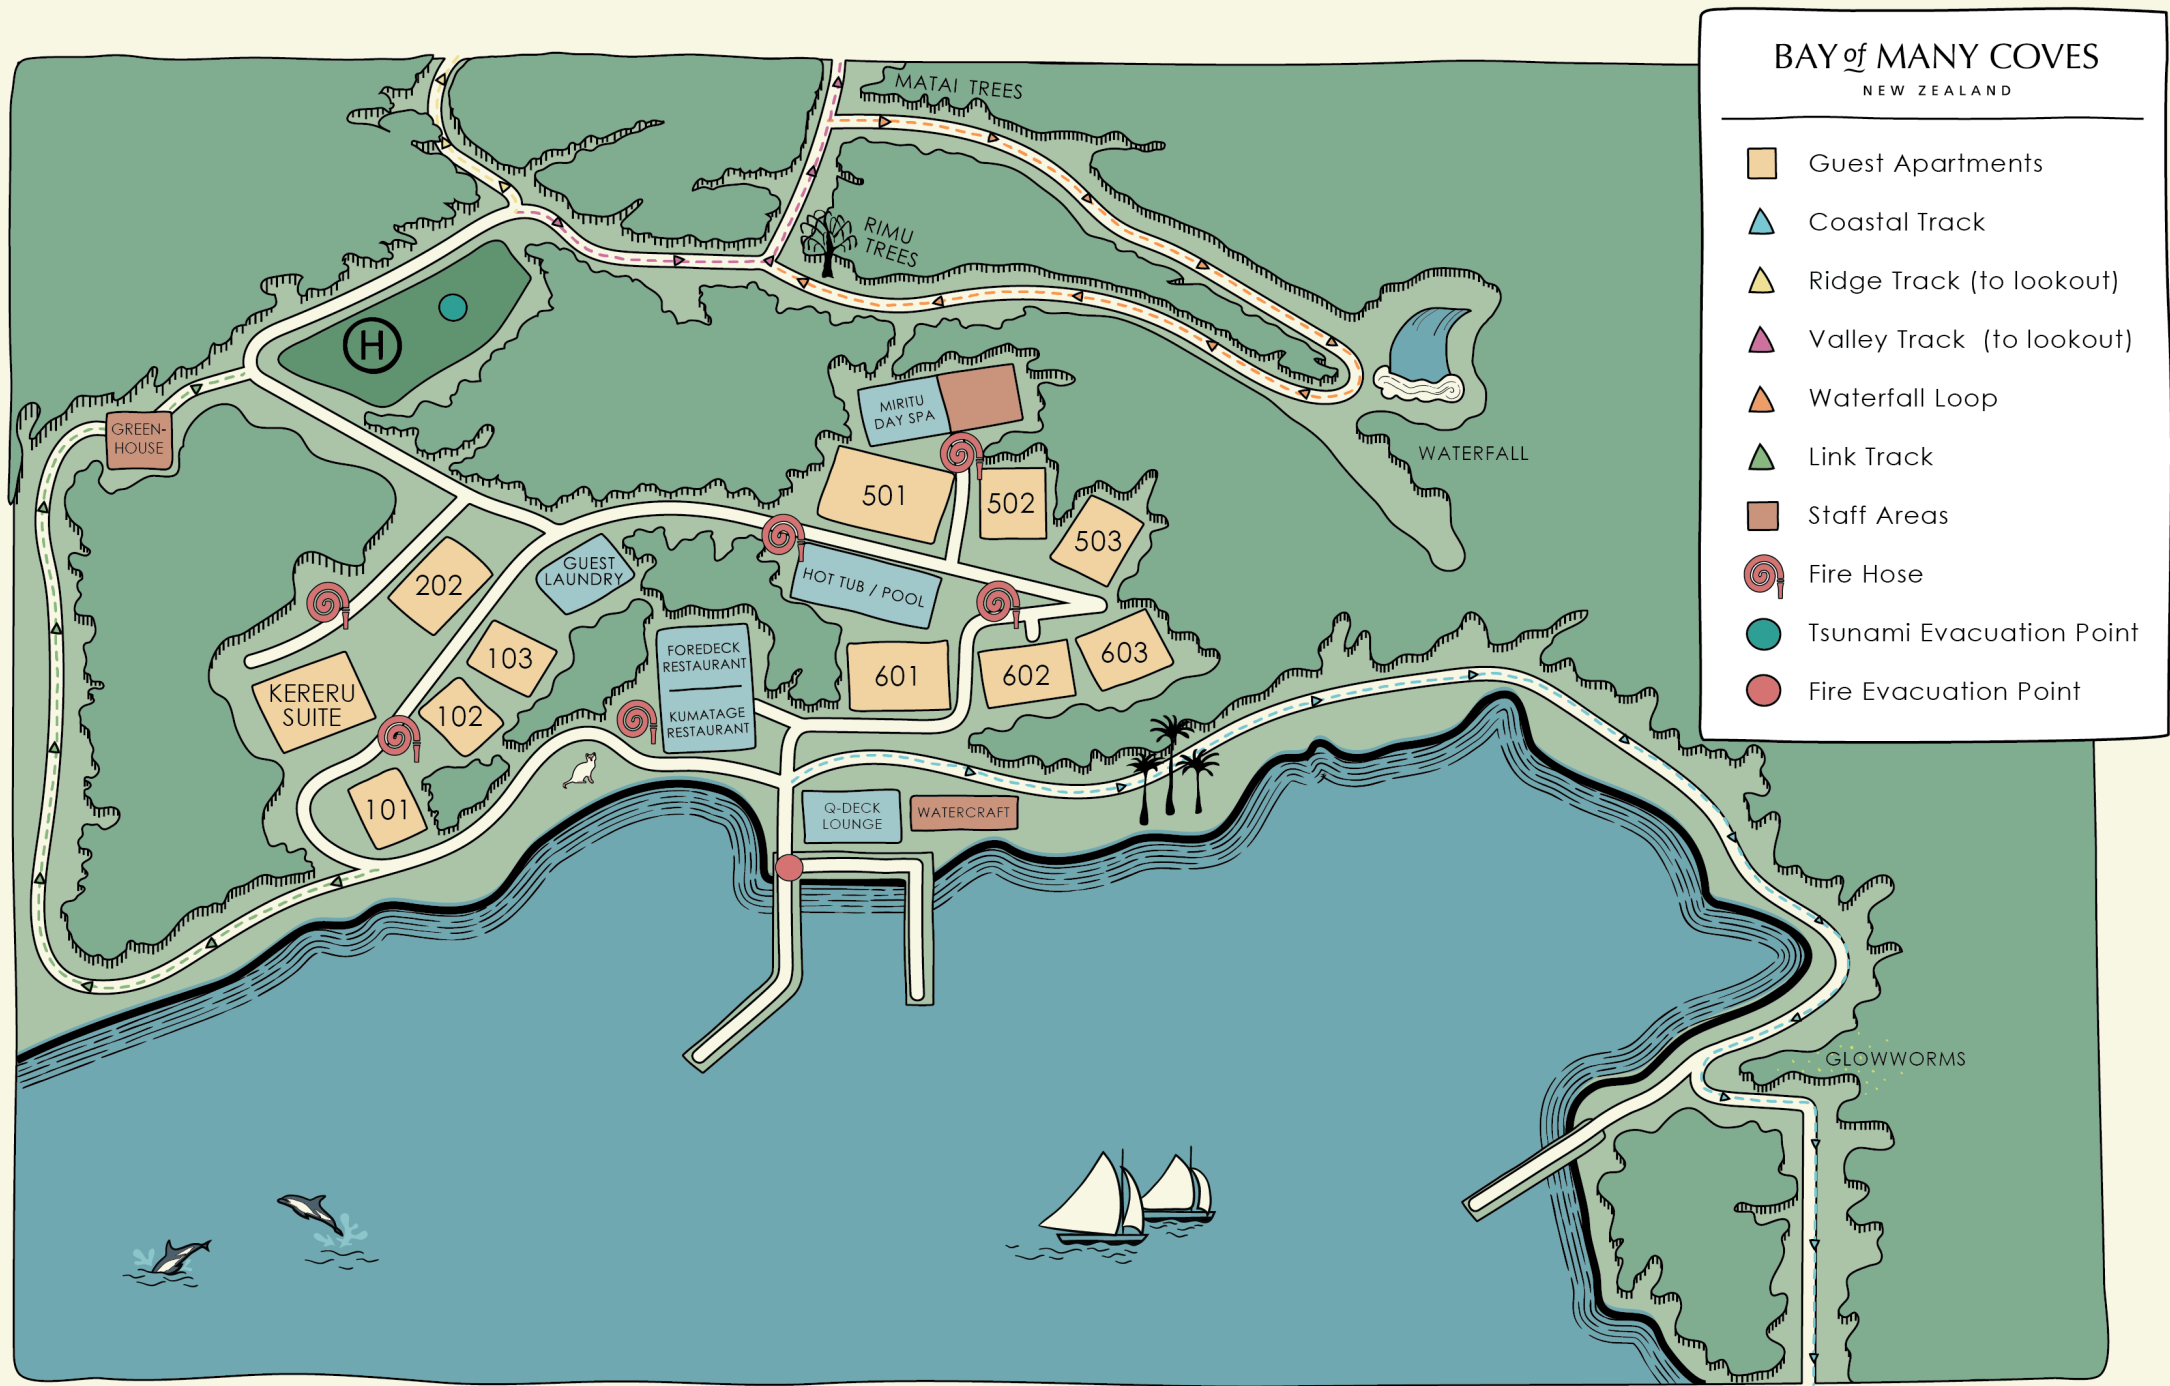 BAY of MANY COVES
NEW ZEALAND
Guest Apartments
Coastal Track
Ridge Track (to lookout)
Valley Track (to lookout)
Waterfall Loop
Link Track
Staff Areas
Fire Hose
Tsunami Evacuation Point
Fire Evacuation Point
MATAI TREES
RIMU
TREES
H
MIRITU
DAY SPA
GREEN-
HOUSE
WATERFALL
501
502
503
202
GUEST
LAUNDRY
HOT TUB / POOL
103
FOREDECK
RESTAURANT
KUMATAGE
RESTAURANT
601
602
603
KERERU
SUITE
102
101
Q-DECK
LOUNGE
WATERCRAFT
GLOWWORMS